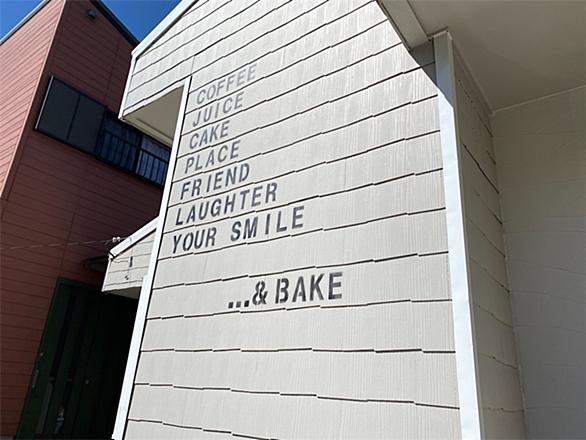 COFFEE
JUICE
CAKE
PLACE
FRIEND
LAUGHTER
YOUR SMILE
...& BAKE